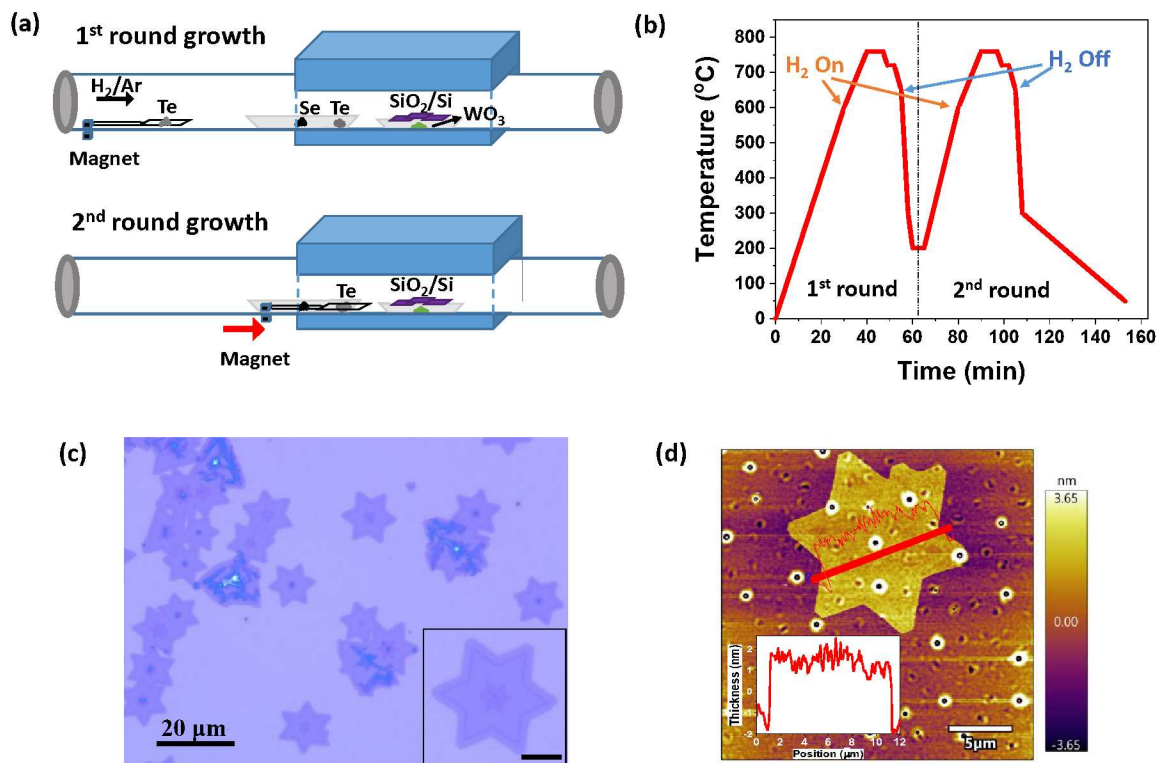 (a)
1st round growth
H2/Ar
Te
Se
Te
SiO2/Si
WO3
Magnet
2nd round growth
Te
SiO2/Si
Magnet
(b)
Temperature (°C)
800
700
600
500
400
300
200
100
0
H2 On
H2 Off
1st round
2nd round
0 20 40 60 80 100 120 140 160
Time (min)
(c)
20 µm
(d)
nm
3.65
0.00
-3.65
5µm
Thickness (nm)
2
1
0
-1
-2
0 2 4 6 8 10 12
Position (µm)